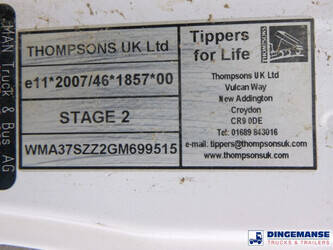 MAN Truck & Bus AG
THOMPSONS UK Ltd
e11*2007/46*1857*00
STAGE 2
WMA37SZZ2GM699515
Tippers
for Life
THOMPSONS
Thompsons UK Ltd
Vulcan Way
New Addington
Croydon
CR9 0DE
Tel: 01689 843016
e-mail. tippers@thompsonsuk.com
www.thompsonsuk.com
DINGEMANSE
TRUCKS & TRAILERS